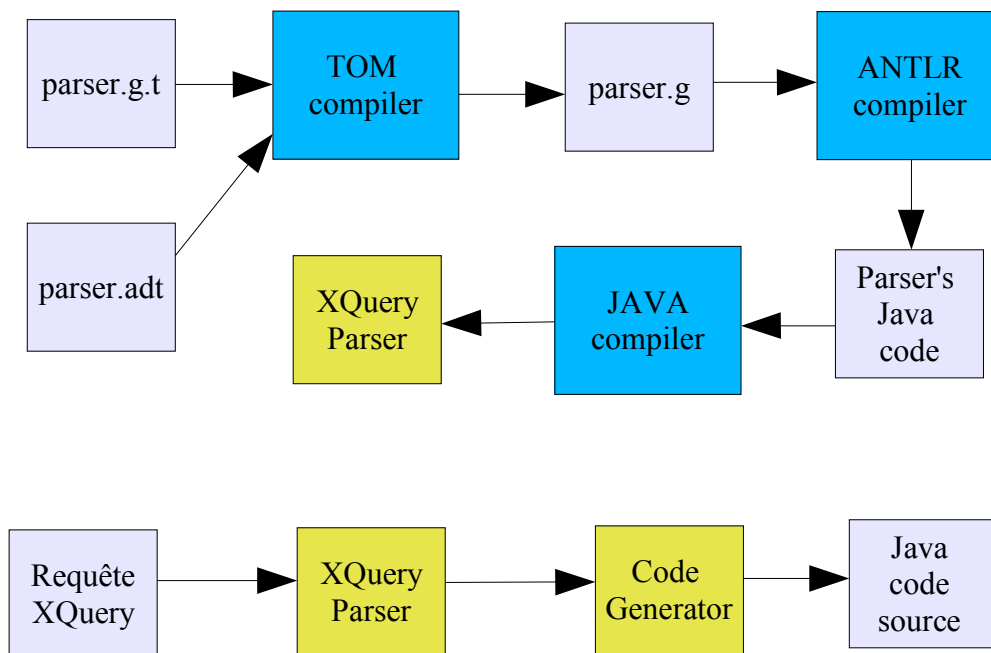 parser.g.t
TOM
compiler
parser.g
ANTLR
compiler
parser.adt
XQuery
Parser
JAVA
compiler
Parser's
Java
code
Requête
XQuery
XQuery
Parser
Code
Generator
Java
code
source